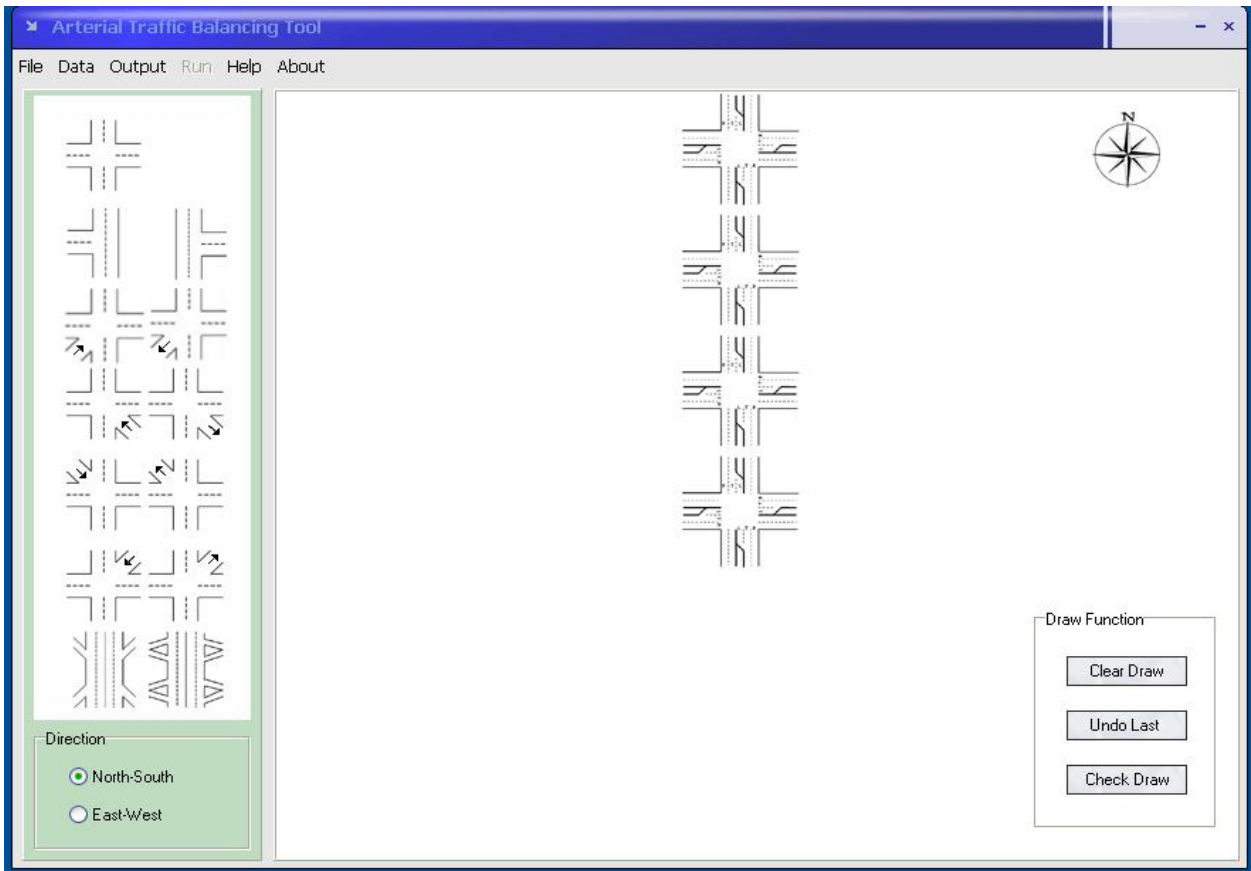 Arterial Traffic Balancing Tool
File Data Output Run Help About
N
Direction
North-South
East-West
Draw Function
Clear Draw
Undo Last
Check Draw